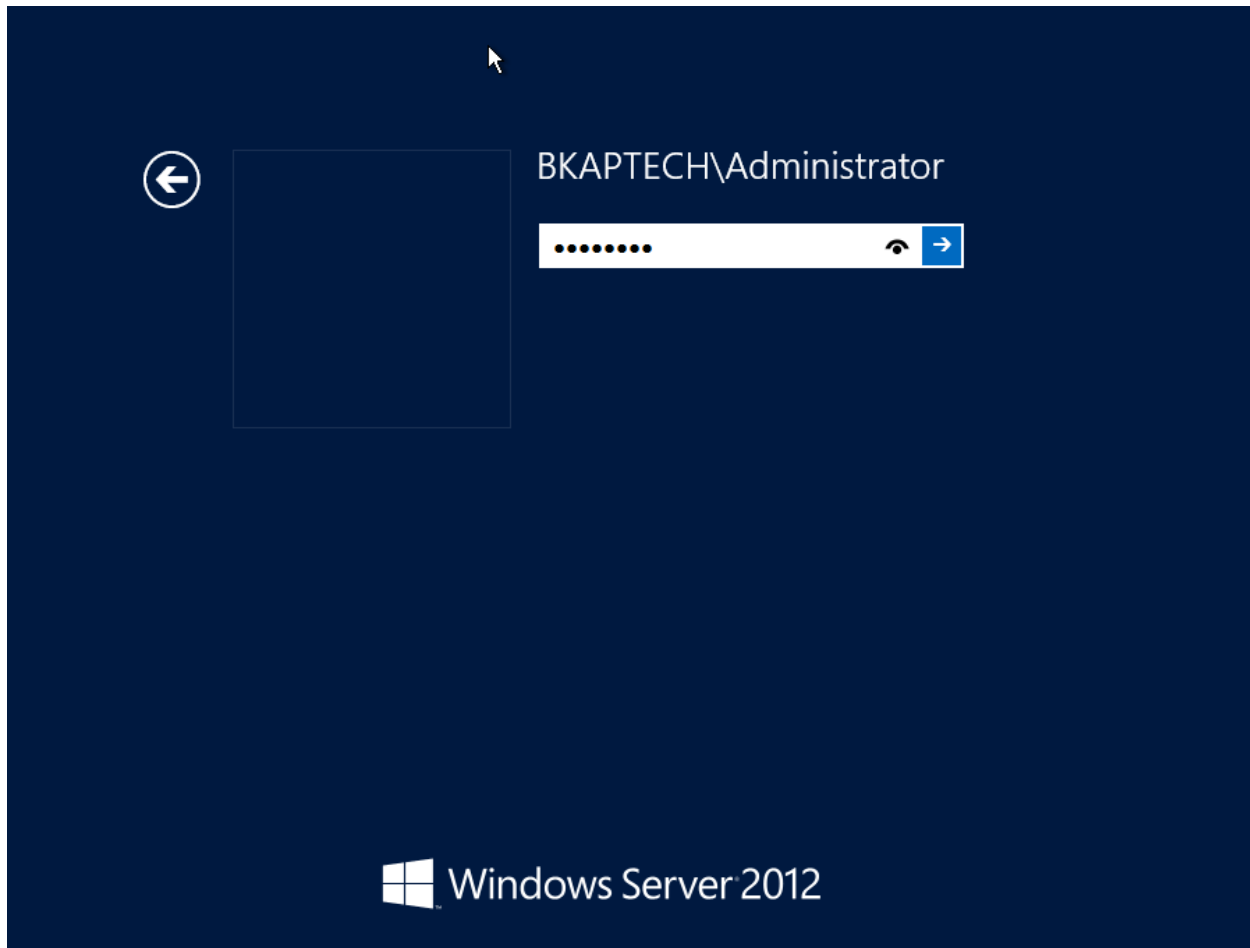 BKAPTECH\Administrator
••••••••
Windows Server 2012